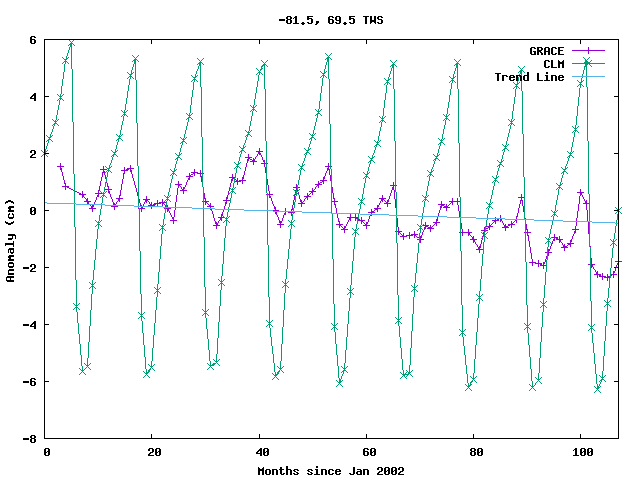 -81.5, 69.5 TWS
GRACE
CLM
Trend Line
6
4
2
0
-2
-4
-6
-8
Anomaly (cm)
0 20 40 60 80 100
Months since Jan 2002